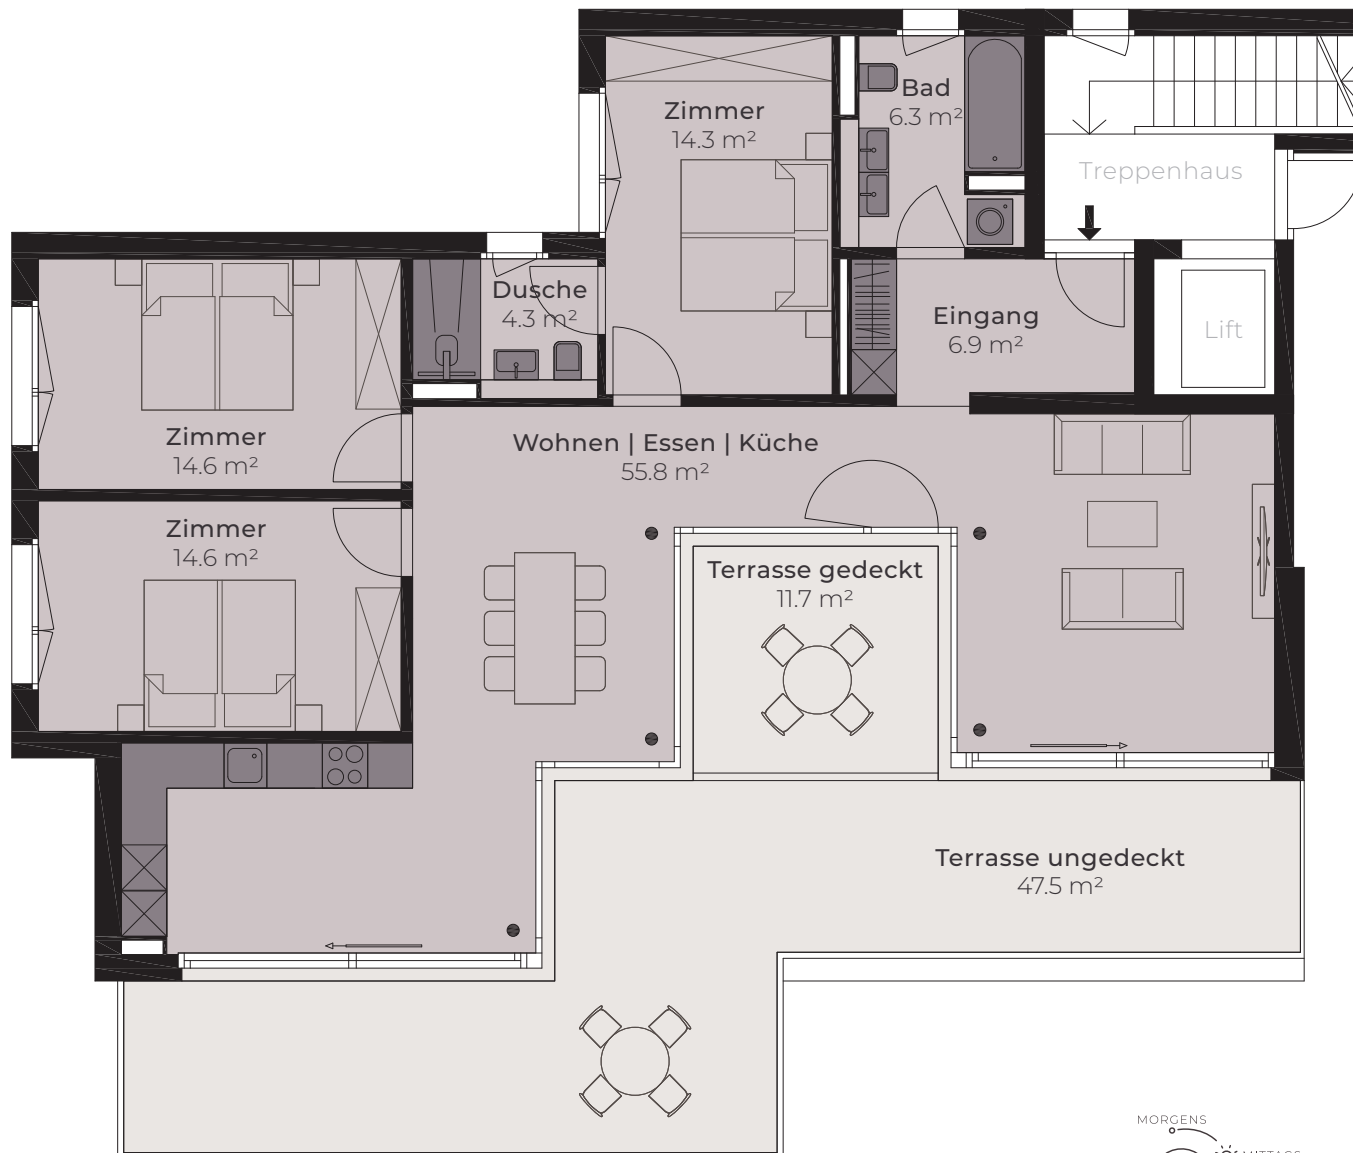 Zimmer
14.3 m²
Bad
6.3 m²
Treppenhaus
Dusche
4.3 m²
Eingang
6.9 m²
Lift
Zimmer
14.6 m²
Wohnen | Essen | Küche
55.8 m²
Zimmer
14.6 m²
Terrasse gedeckt
11.7 m²
Terrasse ungedeckt
47.5 m²
MORGENS
MITTAGS